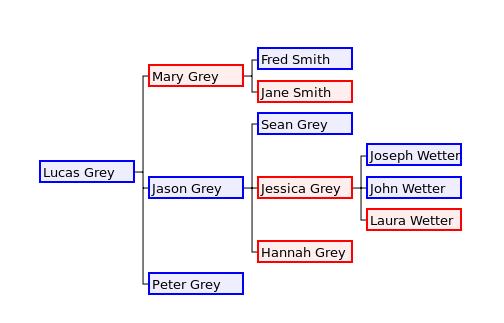 Fred Smith
Mary Grey
Jane Smith
Sean Grey
Joseph Wetter
Lucas Grey
Jason Grey
Jessica Grey
John Wetter
Laura Wetter
Hannah Grey
Peter Grey